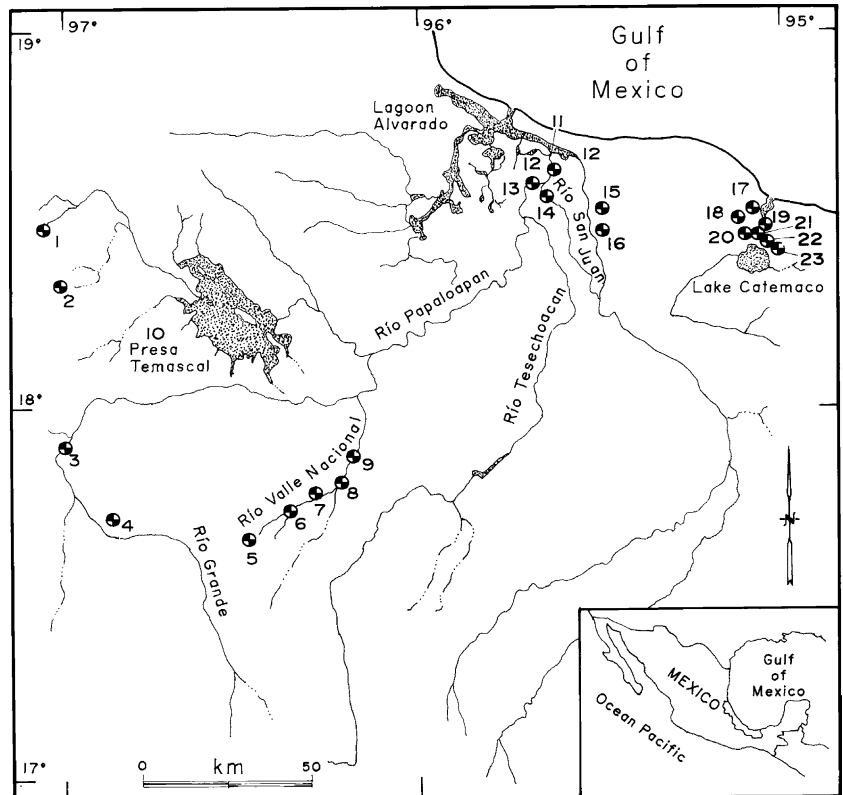 97°
96
95°
19°
Gulf
of
Mexico
Lagoon
Alvarado
11
12
12
13
14
Río San Juan
15
16
17
18
19
20
21
22
23
Lake Catemaco
1
2
10
Presa
Temascal
Río Papaloapan
Río Tesechoacan
18°
3
4
Río Valle Nacional
9
8
7
6
5
Río Grande
N
0 50
km
17°
Gulf
of
Mexico
MEXICO
Ocean Pacific